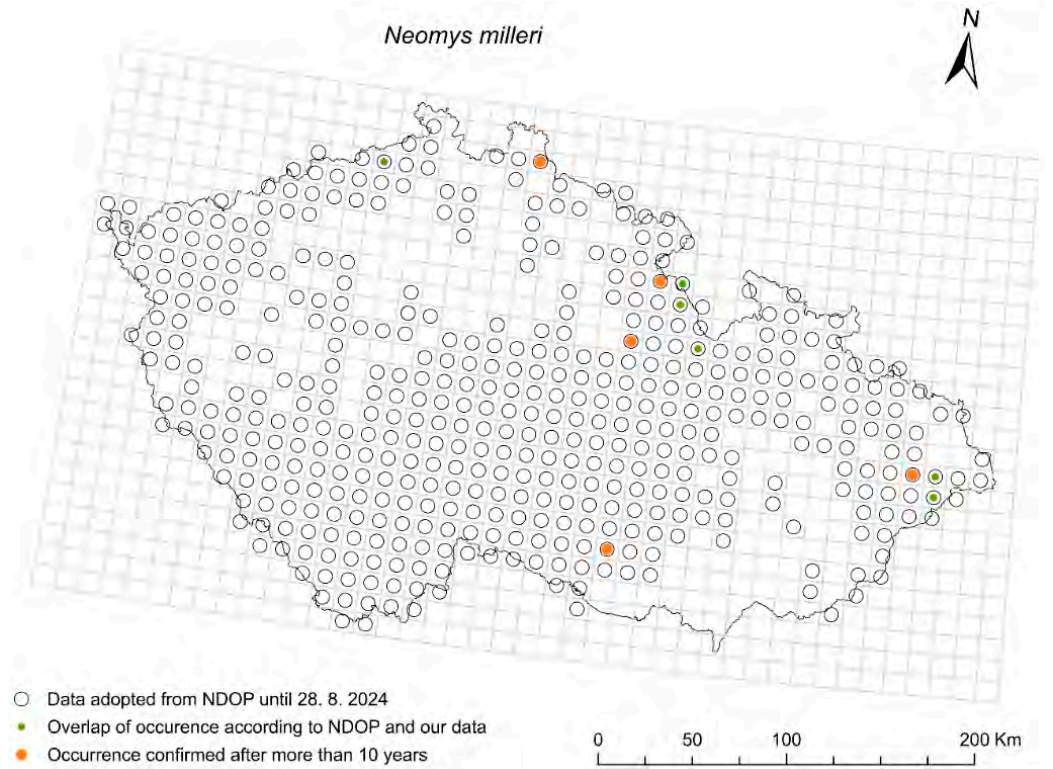 Neomys milleri
N
Data adopted from NDOP until 28. 8. 2024
Overlap of occurence according to NDOP and our data
Occurrence confirmed after more than 10 years
0 50 100 200 Km